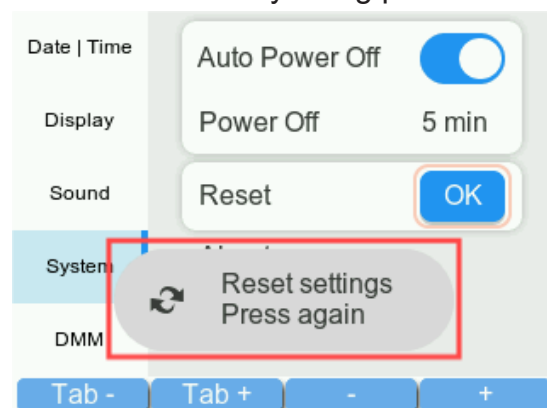 Date | Time
Auto Power Off
Display
Power Off 5 min
Sound
Reset OK
System
Reset settings
Press again
DMM
Tab - Tab + - +